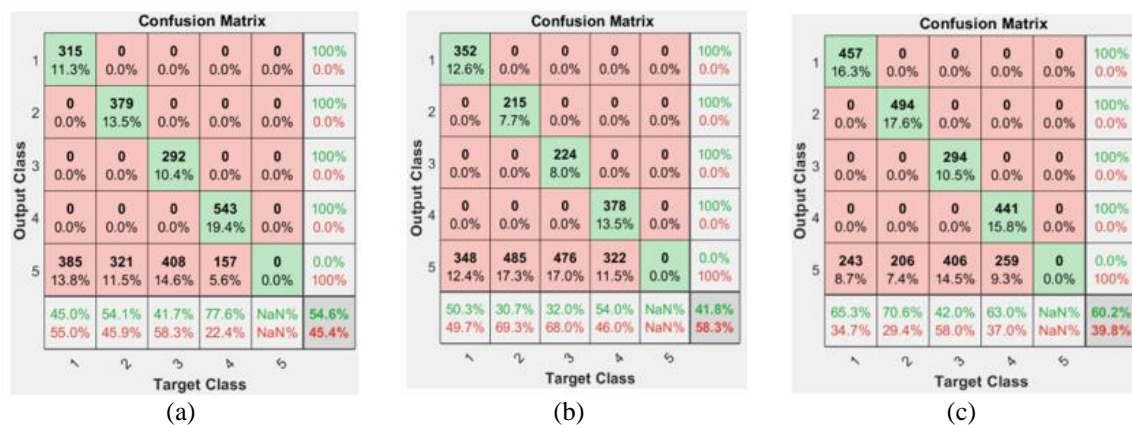 Confusion Matrix
Output Class
1
315 0 0 0 0 100%
11.3% 0.0% 0.0% 0.0% 0.0% 0.0%
2
0 379 0 0 0 100%
0.0% 13.5% 0.0% 0.0% 0.0% 0.0%
3
0 0 292 0 0 100%
0.0% 0.0% 10.4% 0.0% 0.0% 0.0%
4
0 0 0 543 0 100%
0.0% 0.0% 0.0% 19.4% 0.0% 0.0%
5
385 321 408 157 0 0.0%
13.8% 11.5% 14.6% 5.6% 0.0% 100%
45.0% 54.1% 41.7% 77.6% NaN% 54.6%
55.0% 45.9% 58.3% 22.4% NaN% 45.4%
1 2 3 4 5
Target Class
(a)
Confusion Matrix
Output Class
1
352 0 0 0 0 100%
12.6% 0.0% 0.0% 0.0% 0.0% 0.0%
2
0 215 0 0 0 100%
0.0% 7.7% 0.0% 0.0% 0.0% 0.0%
3
0 0 224 0 0 100%
0.0% 0.0% 8.0% 0.0% 0.0% 0.0%
4
0 0 0 378 0 100%
0.0% 0.0% 0.0% 13.5% 0.0% 0.0%
5
348 485 476 322 0 0.0%
12.4% 17.3% 17.0% 11.5% 0.0% 100%
50.3% 30.7% 32.0% 54.0% NaN% 41.8%
49.7% 69.3% 68.0% 46.0% NaN% 58.3%
1 2 3 4 5
Target Class
(b)
Confusion Matrix
Output Class
1
457 0 0 0 0 100%
16.3% 0.0% 0.0% 0.0% 0.0% 0.0%
2
0 494 0 0 0 100%
0.0% 17.6% 0.0% 0.0% 0.0% 0.0%
3
0 0 294 0 0 100%
0.0% 0.0% 10.5% 0.0% 0.0% 0.0%
4
0 0 0 441 0 100%
0.0% 0.0% 0.0% 15.8% 0.0% 0.0%
5
243 206 406 259 0 0.0%
8.7% 7.4% 14.5% 9.3% 0.0% 100%
65.3% 70.6% 42.0% 63.0% NaN% 60.2%
34.7% 29.4% 58.0% 37.0% NaN% 39.8%
1 2 3 4 5
Target Class
(c)